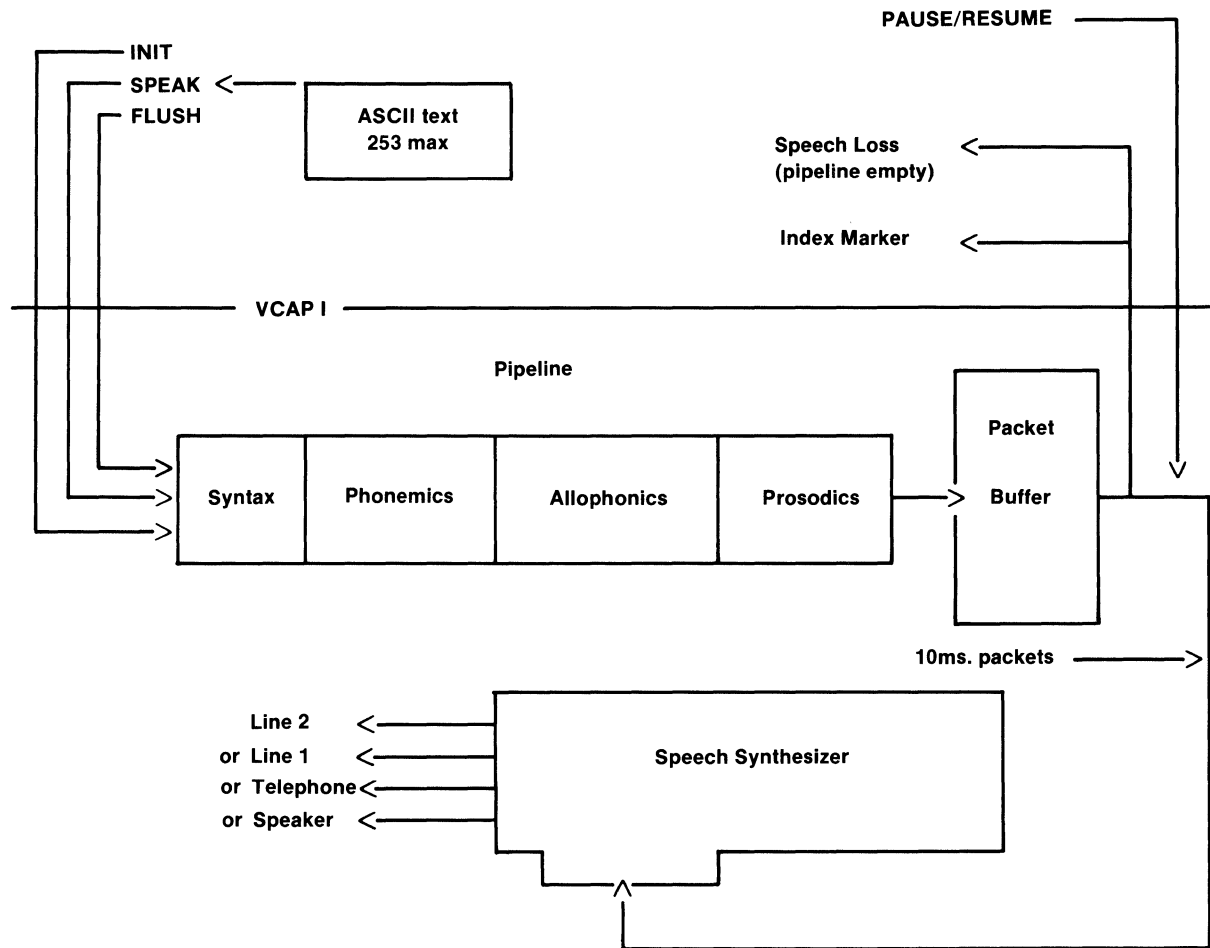 PAUSE/RESUME
INIT
SPEAK
FLUSH
ASCII text
253 max
Speech Loss
(pipeline empty)
Index Marker
VCAP I
Pipeline
Syntax
Phonemics
Allophonics
Prosodics
Packet
Buffer
10ms. packets
Line 2
or Line 1
or Telephone
or Speaker
Speech Synthesizer